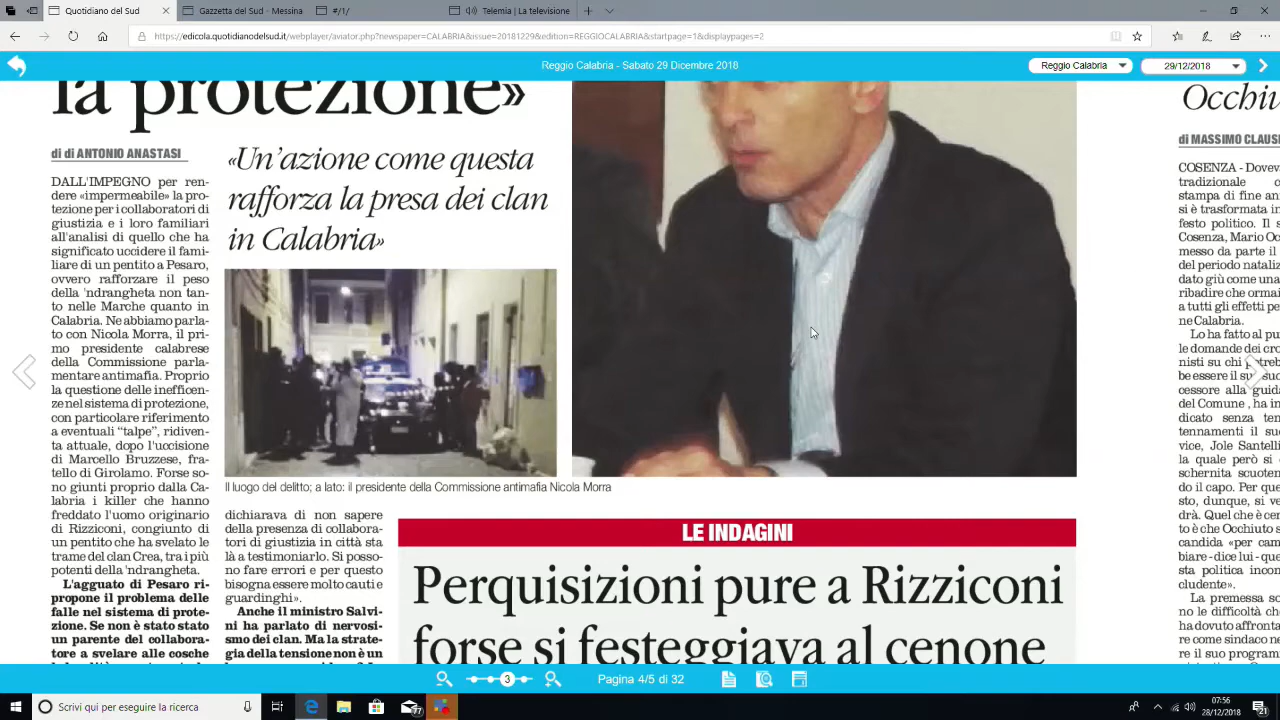 Quotidiano del Sud
Quotidiano del Sud
#/1
Telemia | La Televisione
https://edicola.quotidianodelsud.it/webplayer/aviator.php?newspaper=CALABRIA&issue=20181229&edition=REGGIOCALABRIA&startpage=1&displaypages=2
Reggio Calabria - Sabato 29 Dicembre 2018
Reggio Calabria
29/12/2018
la protezione»
di di ANTONIO ANASTASI
DALL'IMPEGNO per ren-
dere «impermeabile» la pro-
tezione per i collaboratori di
giustizia e i loro familiari
all'analisi di quello che ha
significato uccidere il fami-
liare di un pentito a Pesaro,
ovvero rafforzare il peso
della 'ndrangheta non tan-
to nelle Marche quanto in
Calabria. Ne abbiamo parla-
to con Nicola Morra, il pri-
mo presidente calabrese
della Commissione parla-
mentare antimafia. Proprio
la questione delle inefficen-
ze nel sistema di protezione,
con particolare riferimento
a eventuali “talpe”, ridiven-
ta attuale, dopo l'uccisione
di Marcello Bruzzese, fra-
tello di Girolamo. Forse so-
no giunti proprio dalla Ca-
labria i killer che hanno
freddato l'uomo originario
di Rizziconi, congiunto di
un pentito che ha svelato le
trame del clan Crea, tra i più
potenti della 'ndrangheta.
L'agguato di Pesaro ri-
propone il problema delle
falle nel sistema di prote-
zione. Se non è stato stato
un parente del collabora-
tore a svelare alle cosche
«Un'azione come questa
rafforza la presa dei clan
in Calabria»
Il luogo del delitto; a lato: il presidente della Commissione antimafia Nicola Morra
dichiarava di non sapere
della presenza di collabora-
tori di giustizia in città sta
là a testimoniarlo. Si posso-
no fare errori e per questo
bisogna essere molto cauti e
guardinghi».
Anche il ministro Salvi-
ni ha parlato di nervosi-
smo dei clan. Ma la strate-
gia della tensione non è un
LE INDAGINI
Perquisizioni pure a Rizziconi
forse si festeggiava al cenone
Occhiu
di MASSIMO CLAUSI
COSENZA - Doveva
tradizionale c
stampa di fine an
si è trasformata in
festo politico. Il s
Cosenza, Mario Oc
messo da parte il
del periodo nataliz
dato giù come una
ribadire che ormai
a tutti gli effetti pe
ne Calabria.
Lo ha fatto al pu
le domande dei cro
nisti su chi potreb
be essere il suo suc
cessore alla guida
del Comune , ha in
dicato senza ten
tennamenti il suo
vice, Jole Santelli
la quale però si è
schernita scuoten
do il capo. Per que
sto, dunque, si ve
drà. Quel che è cer
to è che Occhiuto s
candida «per cam
biare - dice lui - que
sta politica incon
cludente».
La premessa so
no le difficoltà ch
ha dovuto affronta
re come sindaco ne
re il suo program
3
Pagina 4/5 di 32
Scrivi qui per eseguire la ricerca
77
07:56
28/12/2018
21